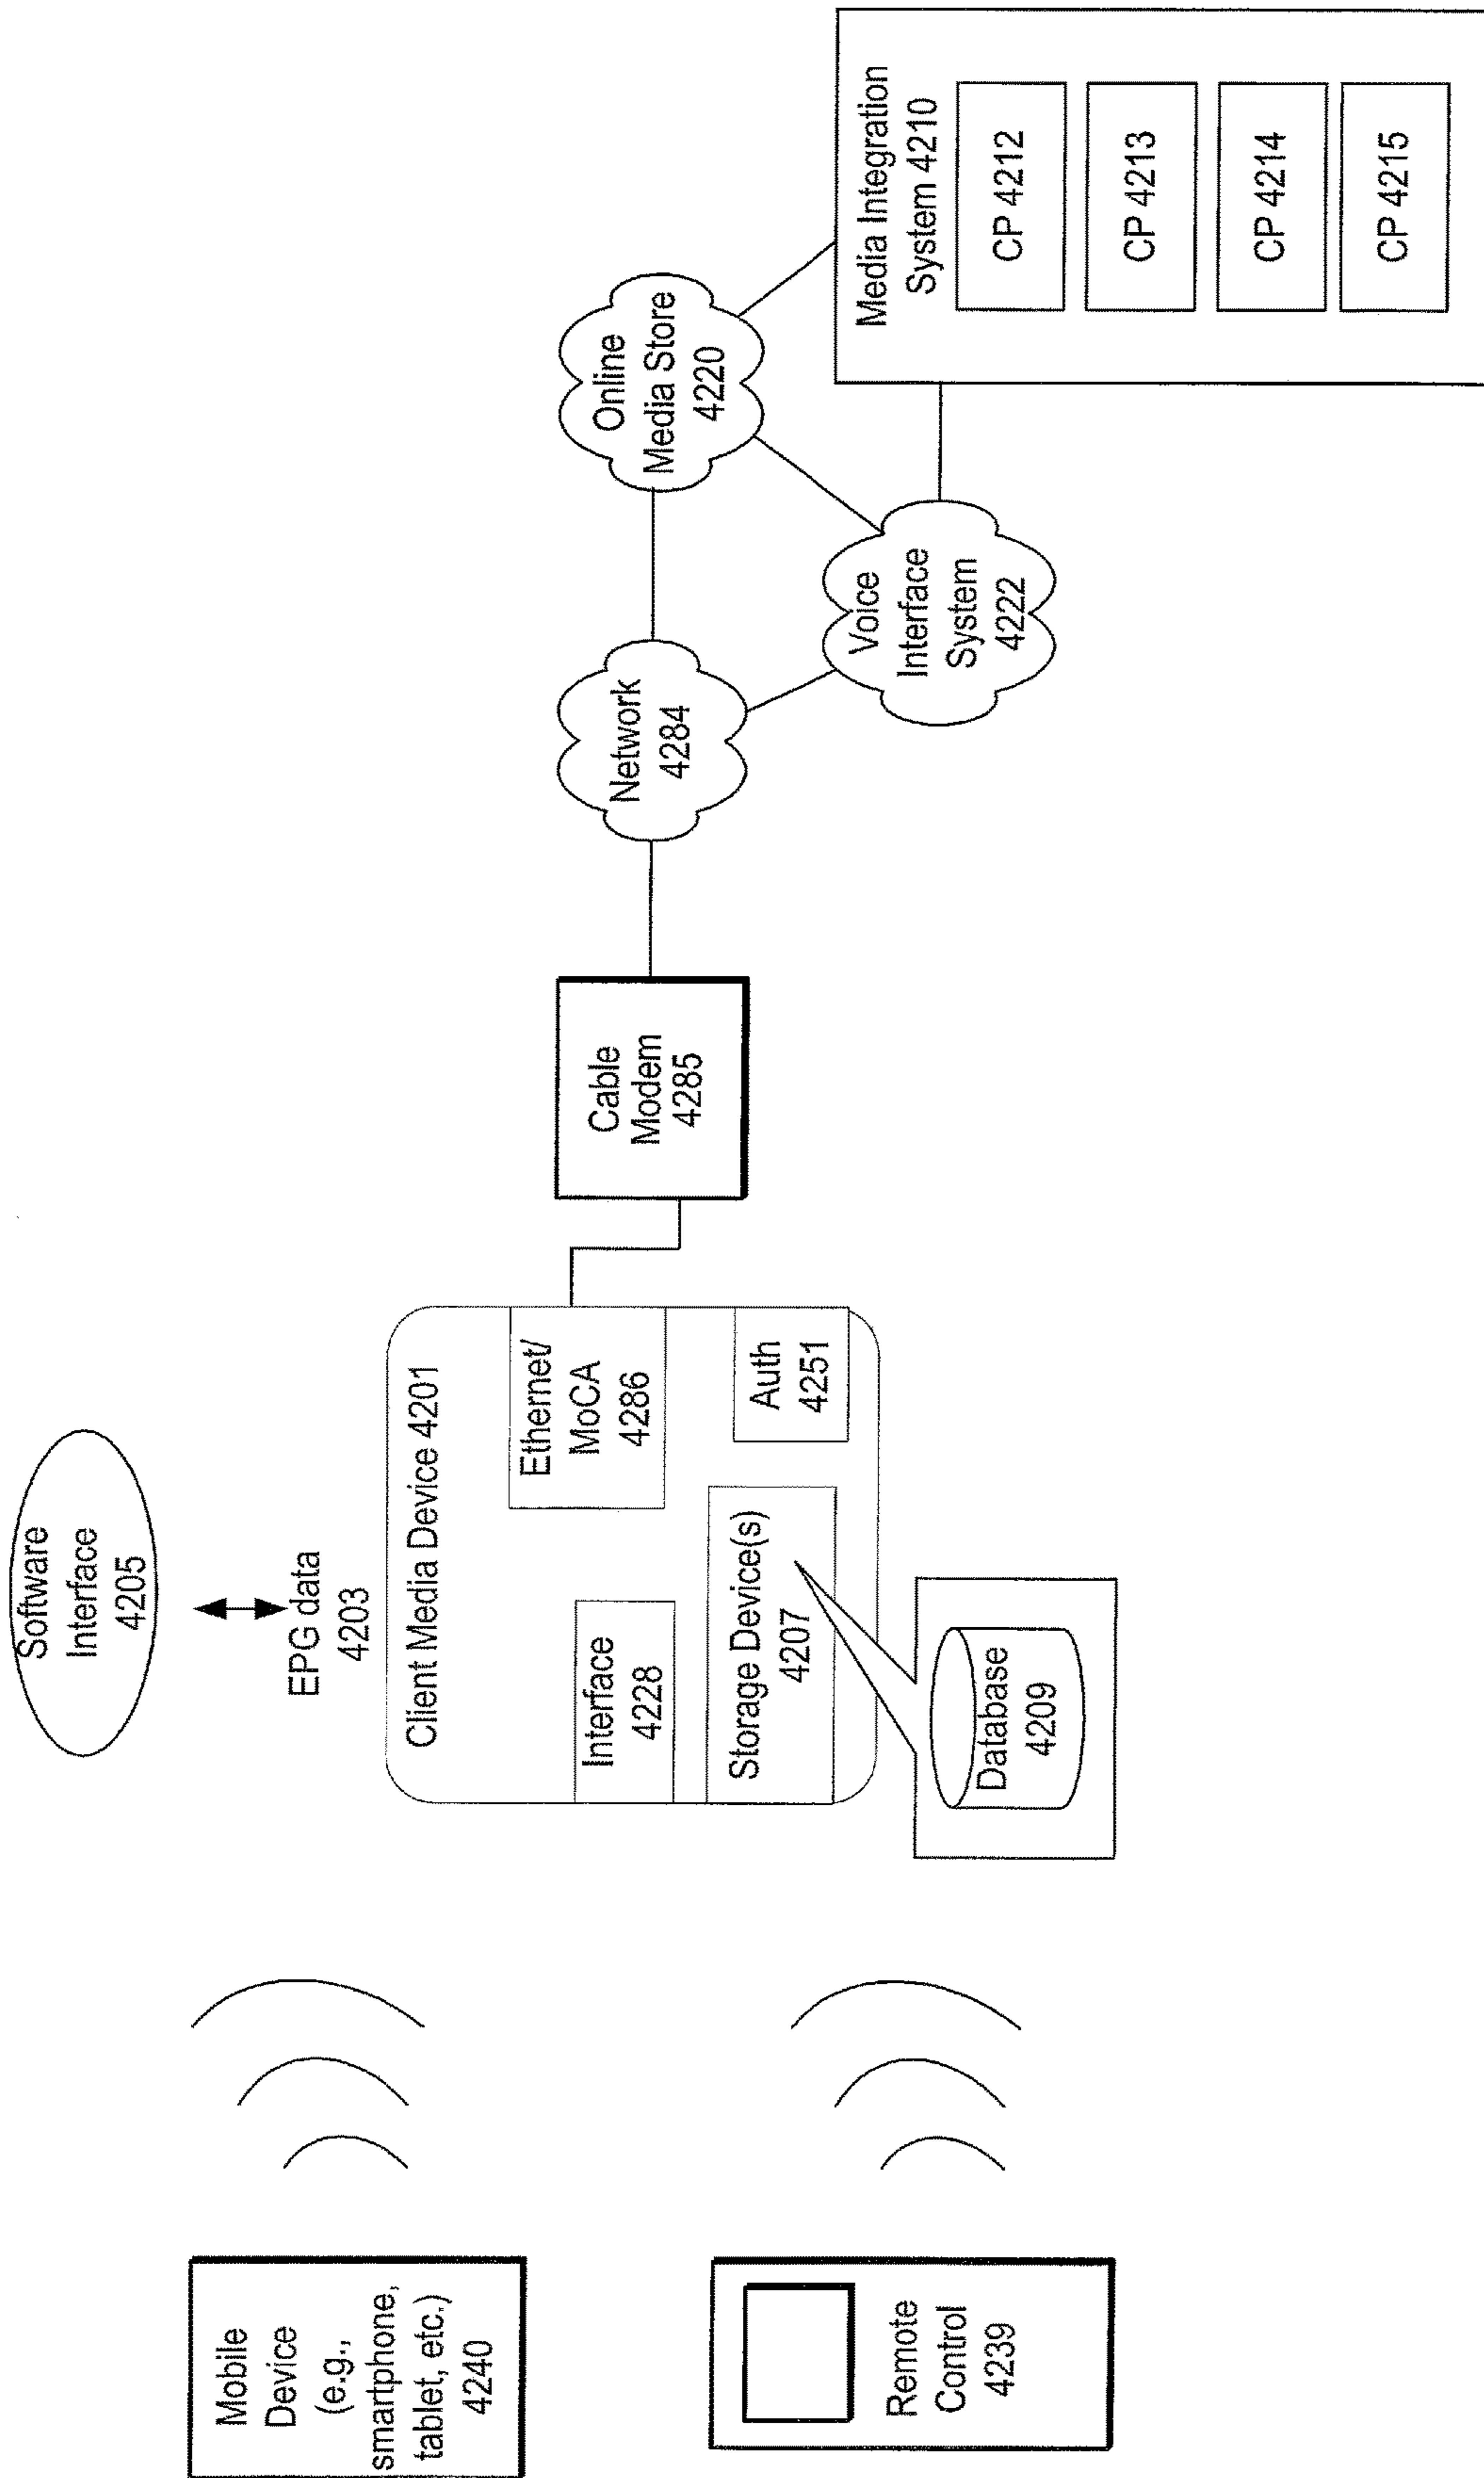 Mobile
Device
(e.g.,
smartphone,
tablet, etc.)
4240
Remote
Control
4239
Software
Interface
4205
EPG data
4203
Client Media Device 4201
Interface
4228
Ethernet/
MoCA
4286
Storage Device(s)
4207
Auth
4251
Database
4209
Cable
Modem
4285
Network
4284
Online
Media Store
4220
Voice
Interface
System
4222
Media Integration
System 4210
CP 4212
CP 4213
CP 4214
CP 4215